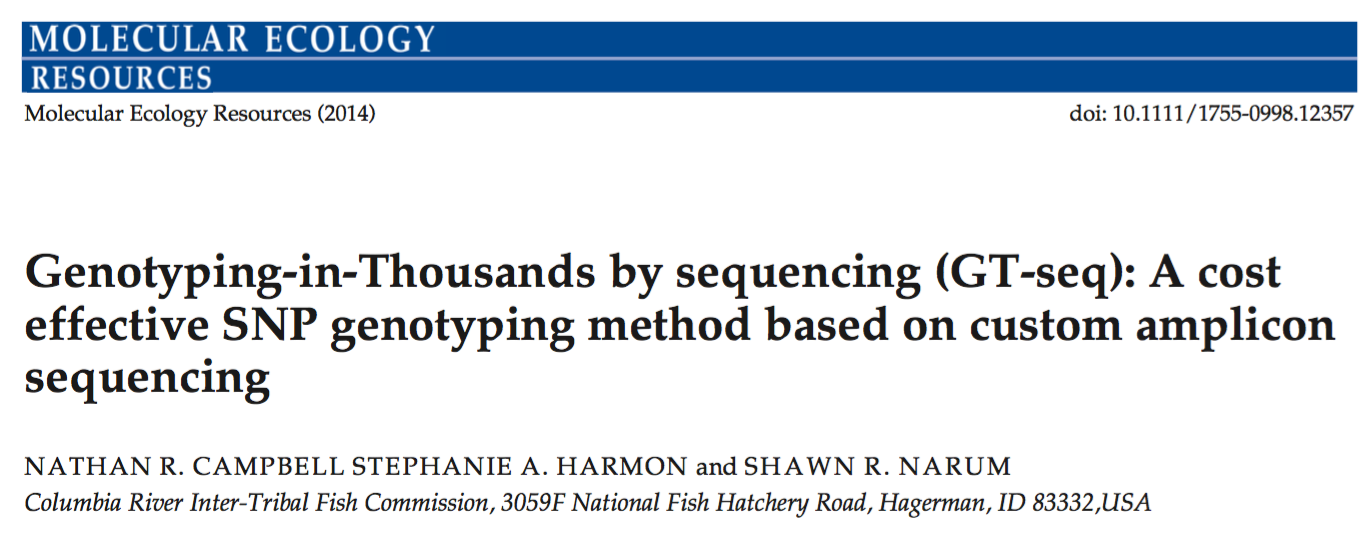 MOLECULAR ECOLOGY
RESOURCES
Molecular Ecology Resources (2014)
doi: 10.1111/1755-0998.12357
Genotyping-in-Thousands by sequencing (GT-seq): A cost
effective SNP genotyping method based on custom amplicon
sequencing
NATHAN R. CAMPBELL STEPHANIE A. HARMON and SHAWN R. NARUM
Columbia River Inter-Tribal Fish Commission, 3059F National Fish Hatchery Road, Hagerman, ID 83332,USA